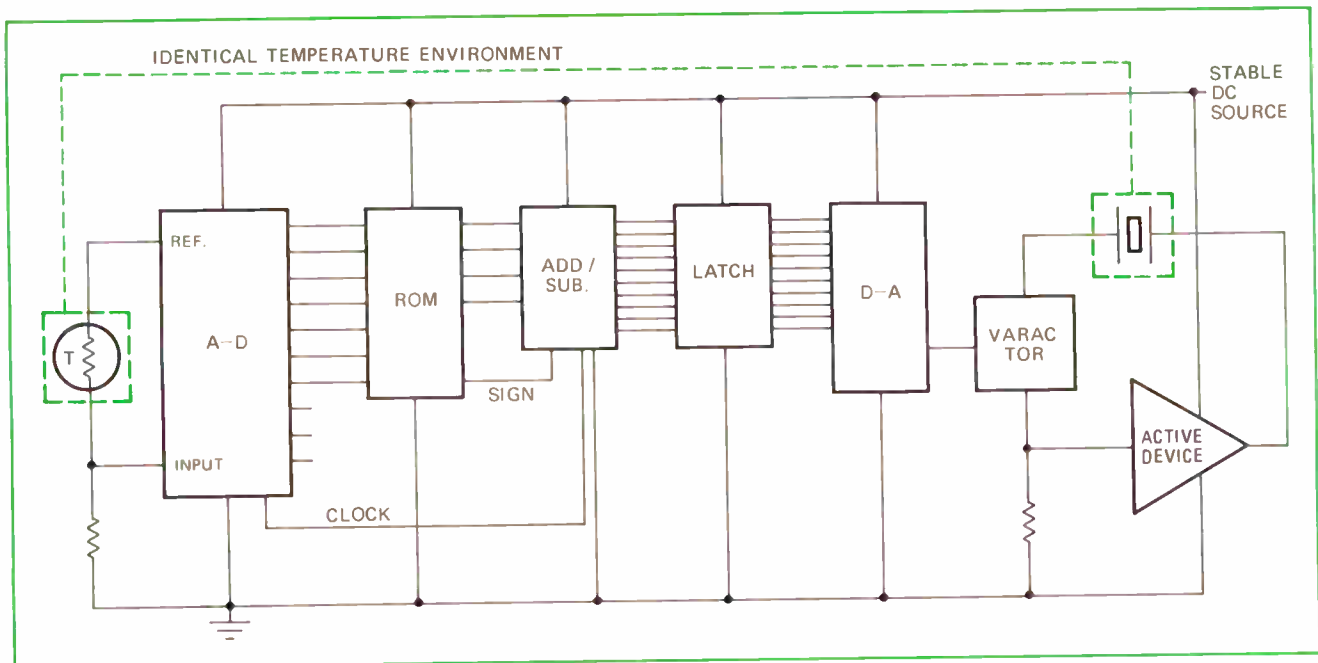 IDENTICAL TEMPERATURE ENVIRONMENT
STABLE
DC
SOURCE
REF.
A-D
INPUT
T
ROM
SIGN
ADD /
SUB.
LATCH
D-A
VARAC
TOR
ACTIVE
DEVICE
CLOCK